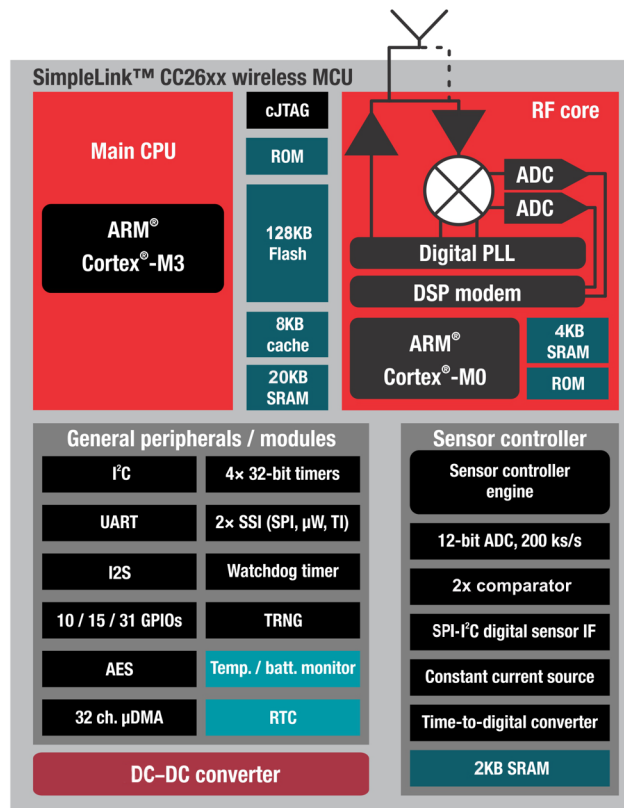 SimpleLink™ CC26xx wireless MCU
Main CPU
ARM®
Cortex®-M3
cJTAG
ROM
128KB
Flash
8KB
cache
20KB
SRAM
RF core
ADC
ADC
Digital PLL
DSP modem
ARM®
Cortex®-M0
4KB
SRAM
ROM
General peripherals / modules
I²C
4× 32-bit timers
UART
2× SSI (SPI, µW, TI)
I2S
Watchdog timer
10 / 15 / 31 GPIOs
TRNG
AES
Temp. / batt. monitor
32 ch. µDMA
RTC
Sensor controller
Sensor controller
engine
12-bit ADC, 200 ks/s
2x comparator
SPI-I²C digital sensor IF
Constant current source
Time-to-digital converter
2KB SRAM
DC–DC converter